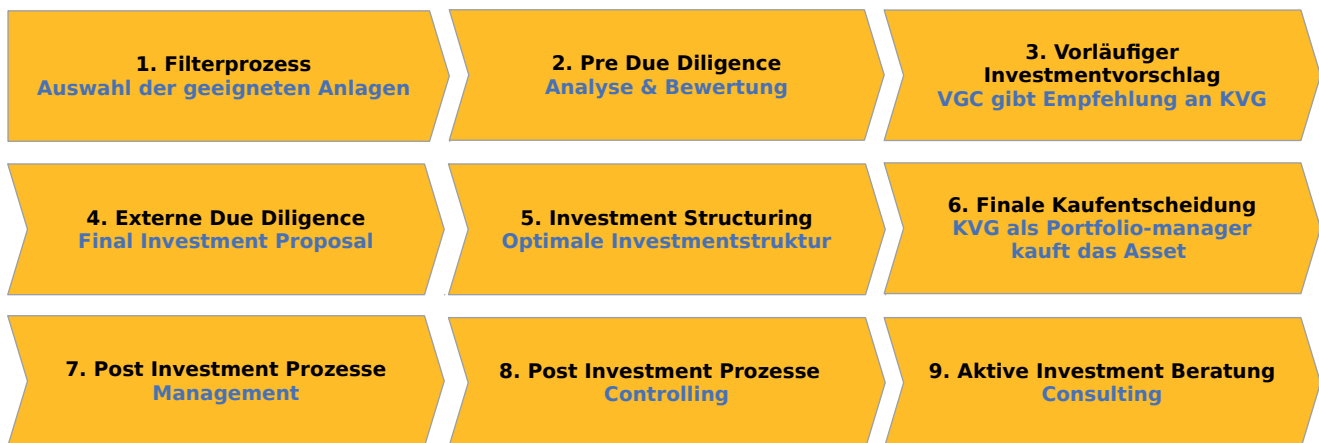 1. Filterprozess
Auswahl der geeigneten Anlagen
2. Pre Due Diligence
Analyse & Bewertung
3. Vorläufiger
Investmentvorschlag
VGC gibt Empfehlung an KVG
4. Externe Due Diligence
Final Investment Proposal
5. Investment Structuring
Optimale Investmentstruktur
6. Finale Kaufentscheidung
KVG als Portfolio-manager
kauft das Asset
7. Post Investment Prozesse
Management
8. Post Investment Prozesse
Controlling
9. Aktive Investment Beratung
Consulting